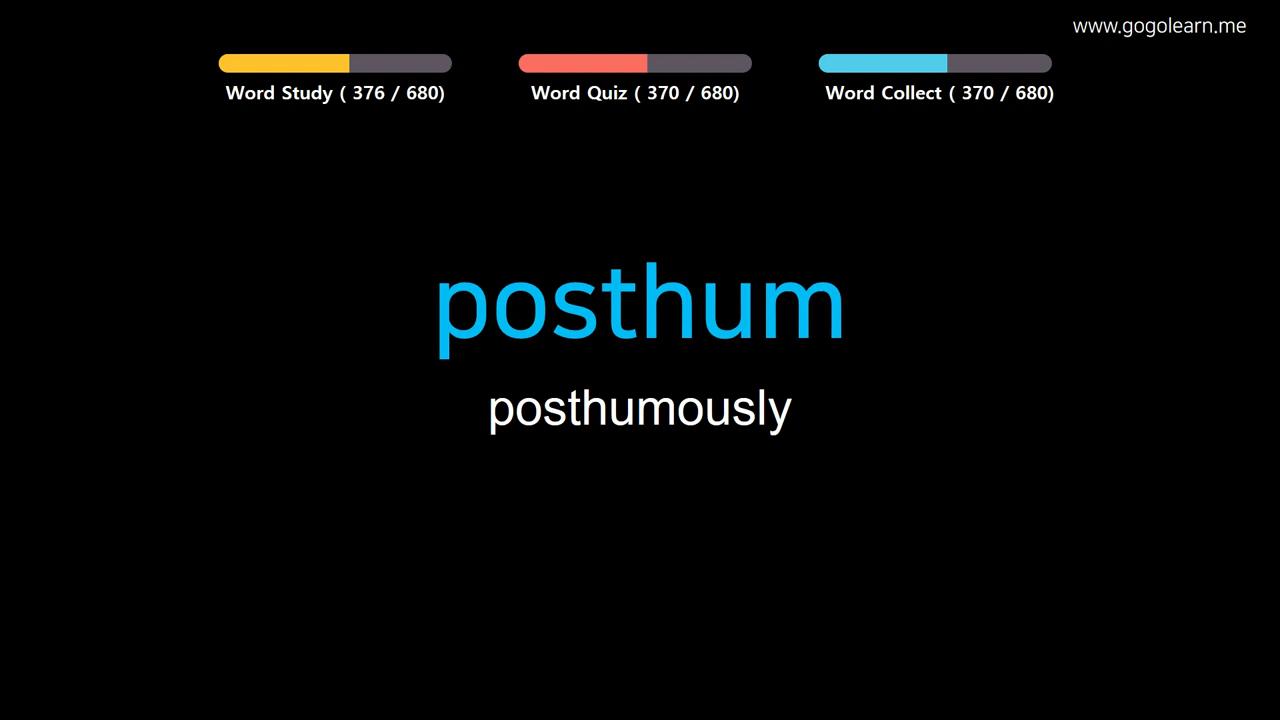 www.gogolearn.me
Word Study ( 376 / 680)
Word Quiz ( 370 / 680)
Word Collect ( 370 / 680)
posthum
posthumously